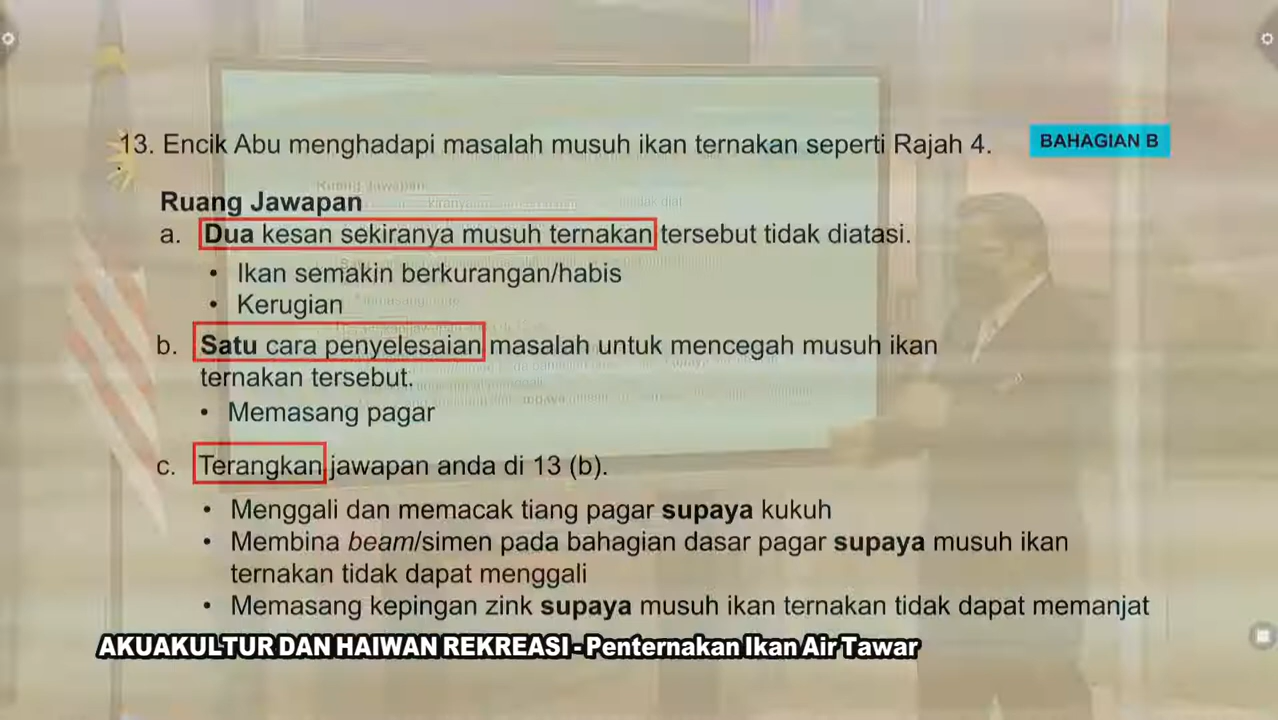 13. Encik Abu menghadapi masalah musuh ikan ternakan seperti Rajah 4.
BAHAGIAN B
Ruang Jawapan
a. Dua kesan sekiranya musuh ternakan tersebut tidak diatasi.
• Ikan semakin berkurangan/habis
• Kerugian
b. Satu cara penyelesaian masalah untuk mencegah musuh ikan
ternakan tersebut.
• Memasang pagar
c. Terangkan jawapan anda di 13 (b).
• Menggali dan memacak tiang pagar supaya kukuh
• Membina beam/simen pada bahagian dasar pagar supaya musuh ikan
ternakan tidak dapat menggali
• Memasang kepingan zink supaya musuh ikan ternakan tidak dapat memanjat
AKUAKULTUR DAN HAIWAN REKREASI - Penternakan Ikan Air Tawar